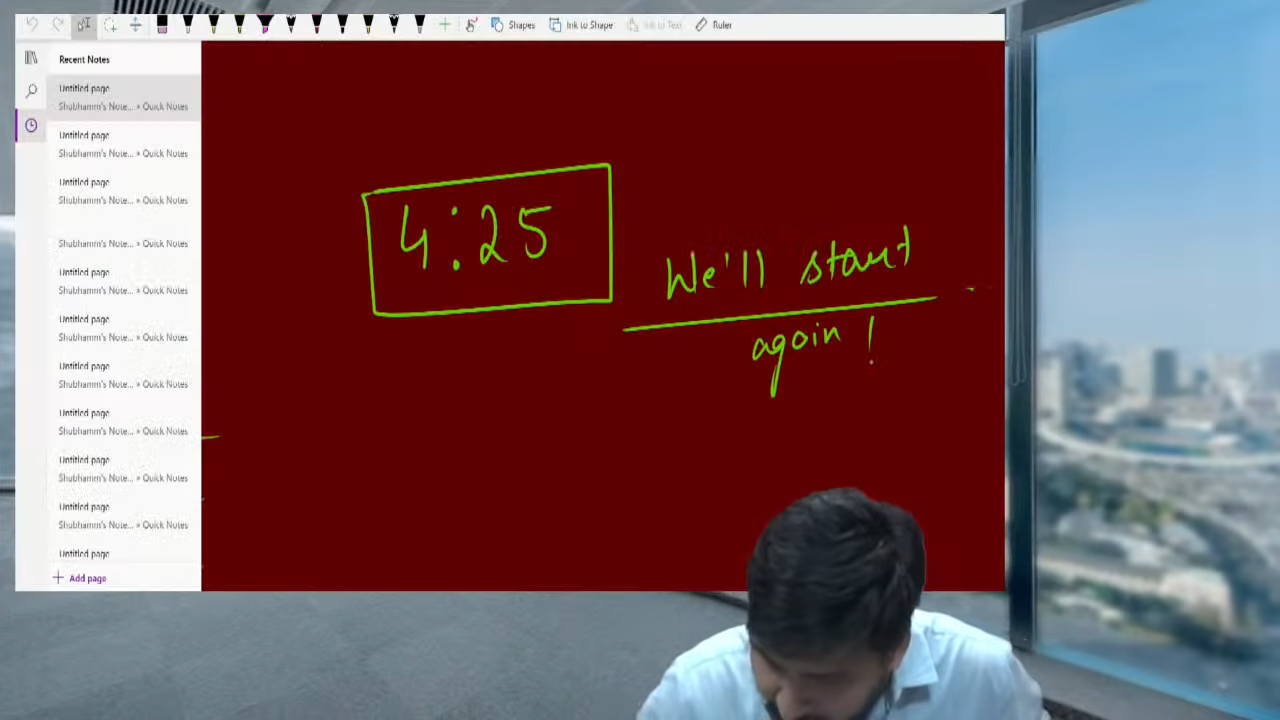 Shapes
Ink to Shape
Ink to Text
Ruler
Recent Notes
Untitled page
Shubhamm's Note... » Quick Notes
Untitled page
Shubhamm's Note... » Quick Notes
Untitled page
Shubhamm's Note... » Quick Notes
Shubhamm's Note... » Quick Notes
Untitled page
Shubhamm's Note... » Quick Notes
Untitled page
Shubhamm's Note... » Quick Notes
Untitled page
Shubhamm's Note... » Quick Notes
Untitled page
Shubhamm's Note... » Quick Notes
Untitled page
Shubhamm's Note... » Quick Notes
Untitled page
Shubhamm's Note... » Quick Notes
Untitled page
Add page
4:25
We'll start
again!